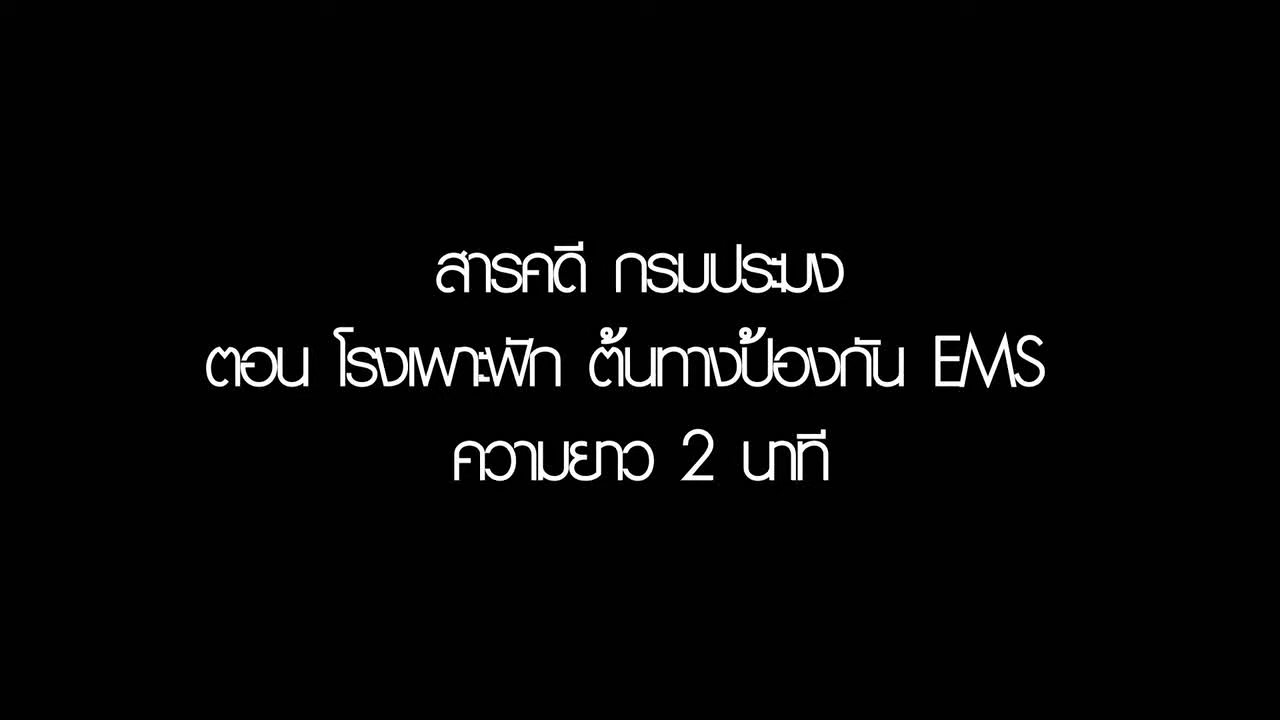 สารคดี กรมประมง
ตอน โรงเพาะฟัก ต้นทางป้องกัน EMS
ความยาว 2 นาที